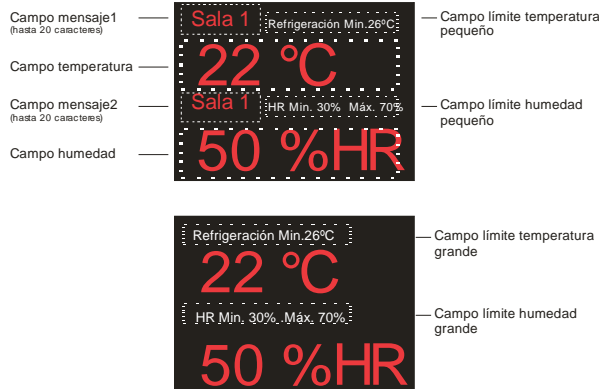 Campo mensaje1
(hasta 20 caracteres)
Sala 1
Refrigeración Min.26ºC
Campo límite temperatura
pequeño
Campo temperatura
22 ºC
Campo mensaje2
(hasta 20 caracteres)
Sala 1
HR Min. 30% Máx. 70%
Campo límite humedad
pequeño
Campo humedad
50 %HR
Refrigeración Min.26ºC
Campo límite temperatura
grande
22 ºC
HR Min. 30% .Máx. 70%
Campo límite humedad
grande
50 %HR